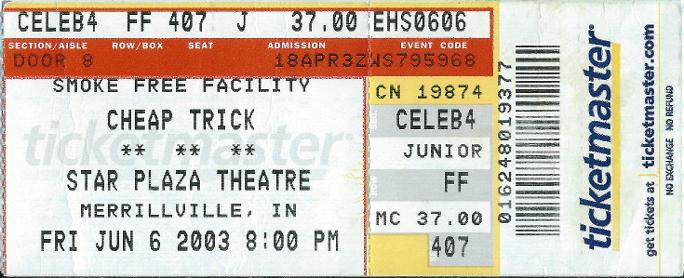 CELEB4 FF 407 J 37.00 EHS0606
SECTION/AISLE ROW/BOX SEAT ADMISSION EVENT CODE
DOOR 8 18APR3ZWS795968
SMOKE FREE FACILITY
CHEAP TRICK
** ** **
ticketmaster
STAR PLAZA THEATRE
MERRILLVILLE, IN
FRI JUN 6 2003 8:00 PM
CN 19874
CELEB4
JUNIOR
FF
MC 37.00
407
016248019377
ticketmaster
get tickets at ticketmaster.com
NO EXCHANGE NO REFUND